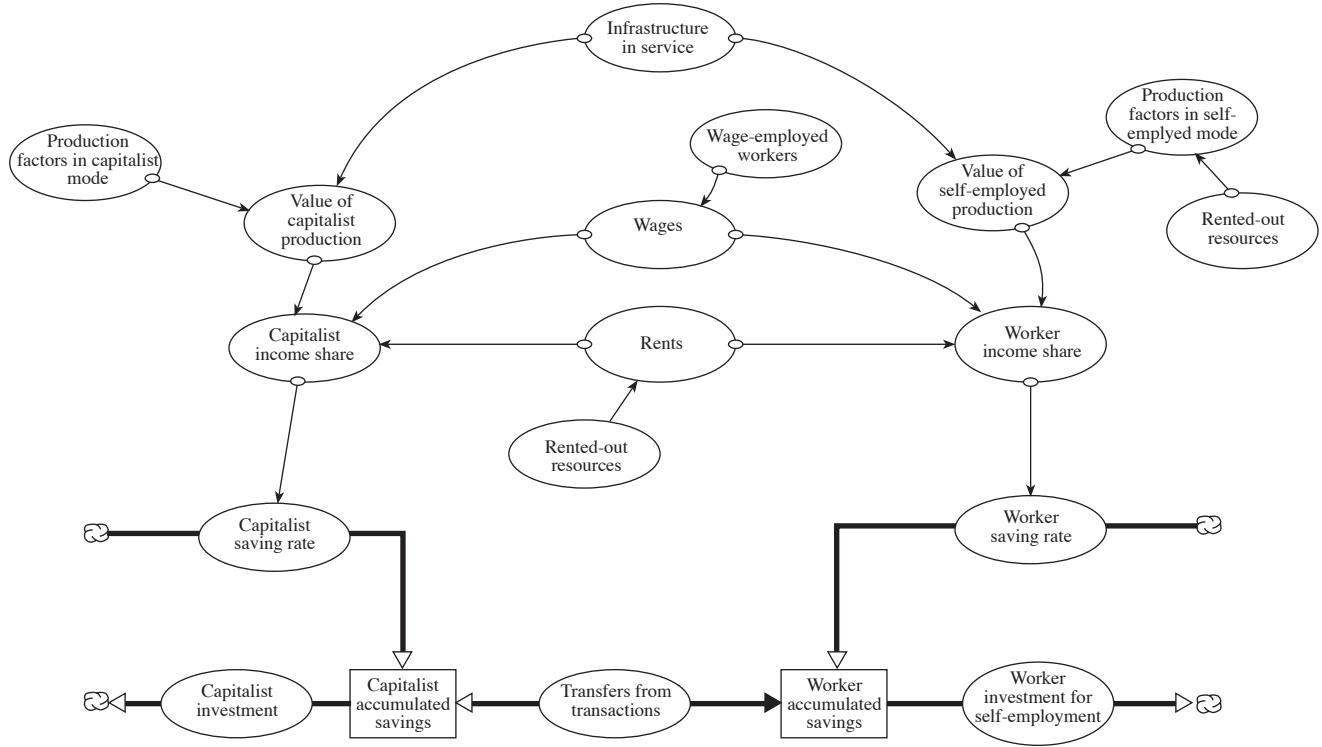 Infrastructure
in service
Production
factors in capitalist
mode
Wage-employed
workers
Production
factors in self-
emplyed mode
Value of
capitalist
production
Wages
Value of
self-employed
production
Rented-out
resources
Capitalist
income share
Rents
Worker
income share
Rented-out
resources
Capitalist
saving rate
Worker
saving rate
Capitalist
investment
Capitalist
accumulated
savings
Transfers from
transactions
Worker
accumulated
savings
Worker
investment for
self-employment